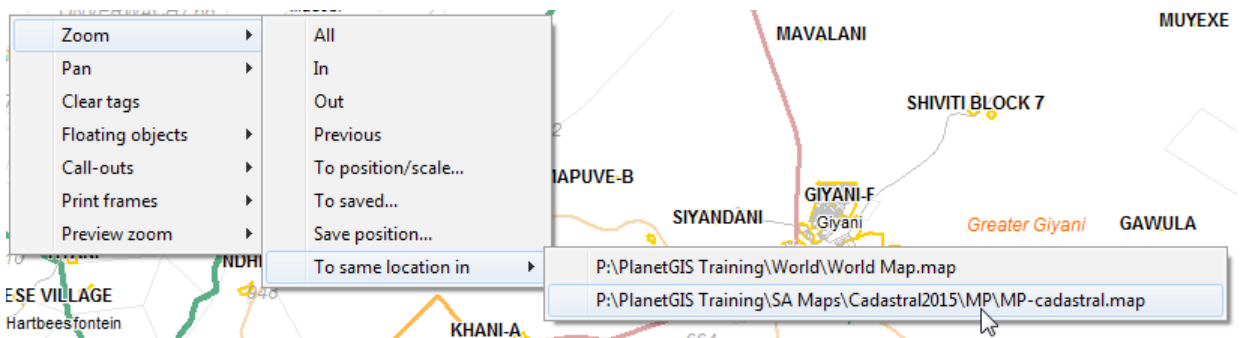 Zoom
Pan
Clear tags
Floating objects
Call-outs
Print frames
Preview zoom
All
In
Out
Previous
To position/scale...
To saved...
Save position...
To same location in
P:\PlanetGIS Training\World\World Map.map
P:\PlanetGIS Training\SA Maps\Cadastral2015\MP\MP-cadastral.map
MAVALANI
MUYEXE
SHIVITI BLOCK 7
APUVE-B
GIYANI-F
SIYANDANI
Giyani
Greater Giyani
GAWULA
NDHI
ESE VILLAGE
948
Hartbeesfontein
KHANI-A